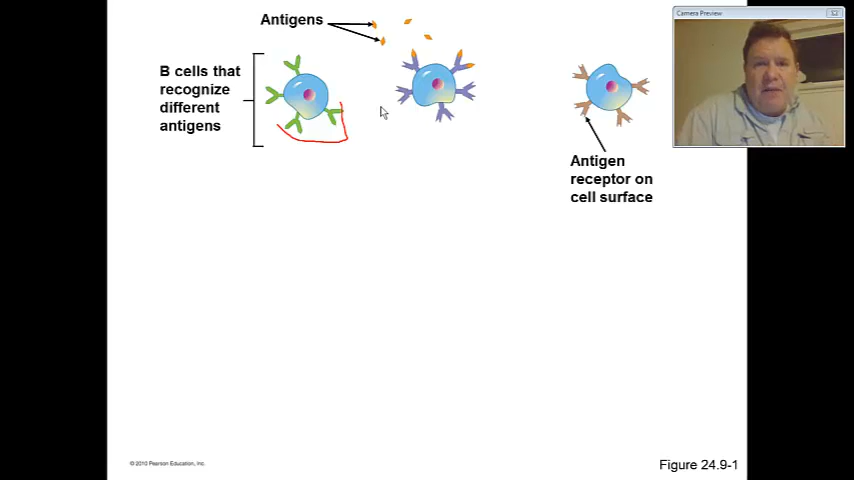 Antigens
Camera Preview
B cells that
recognize
different
antigens
Antigen
receptor on
cell surface
© 2010 Pearson Education, Inc.
Figure 24.9-1